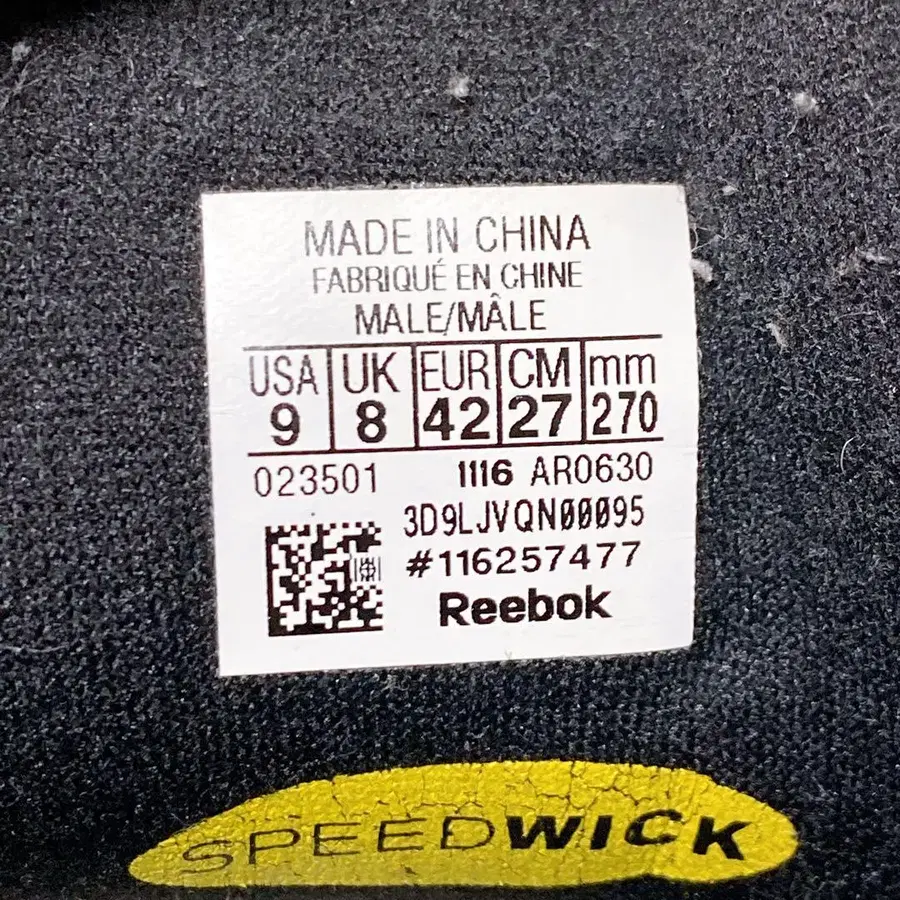 MADE IN CHINA
FABRIQUÉ EN CHINE
MALE/MÂLE
USA UK EUR CM mm
9 8 42 27 270
023501 1116 AR0630
3D9LJVQN00095
#116257477
Reebok
SPEEDWICK